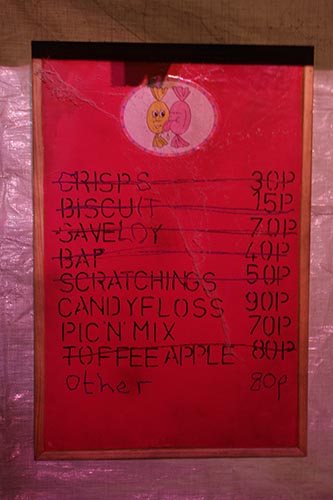 CRISPS 30P
BISCUIT 15P
SAVELOY 70P
BAP 40P
SCRATCHINGS 50P
CANDYFLOSS 90P
PIC'N'MIX 70P
TOFFEE APPLE 80P
Other 80p